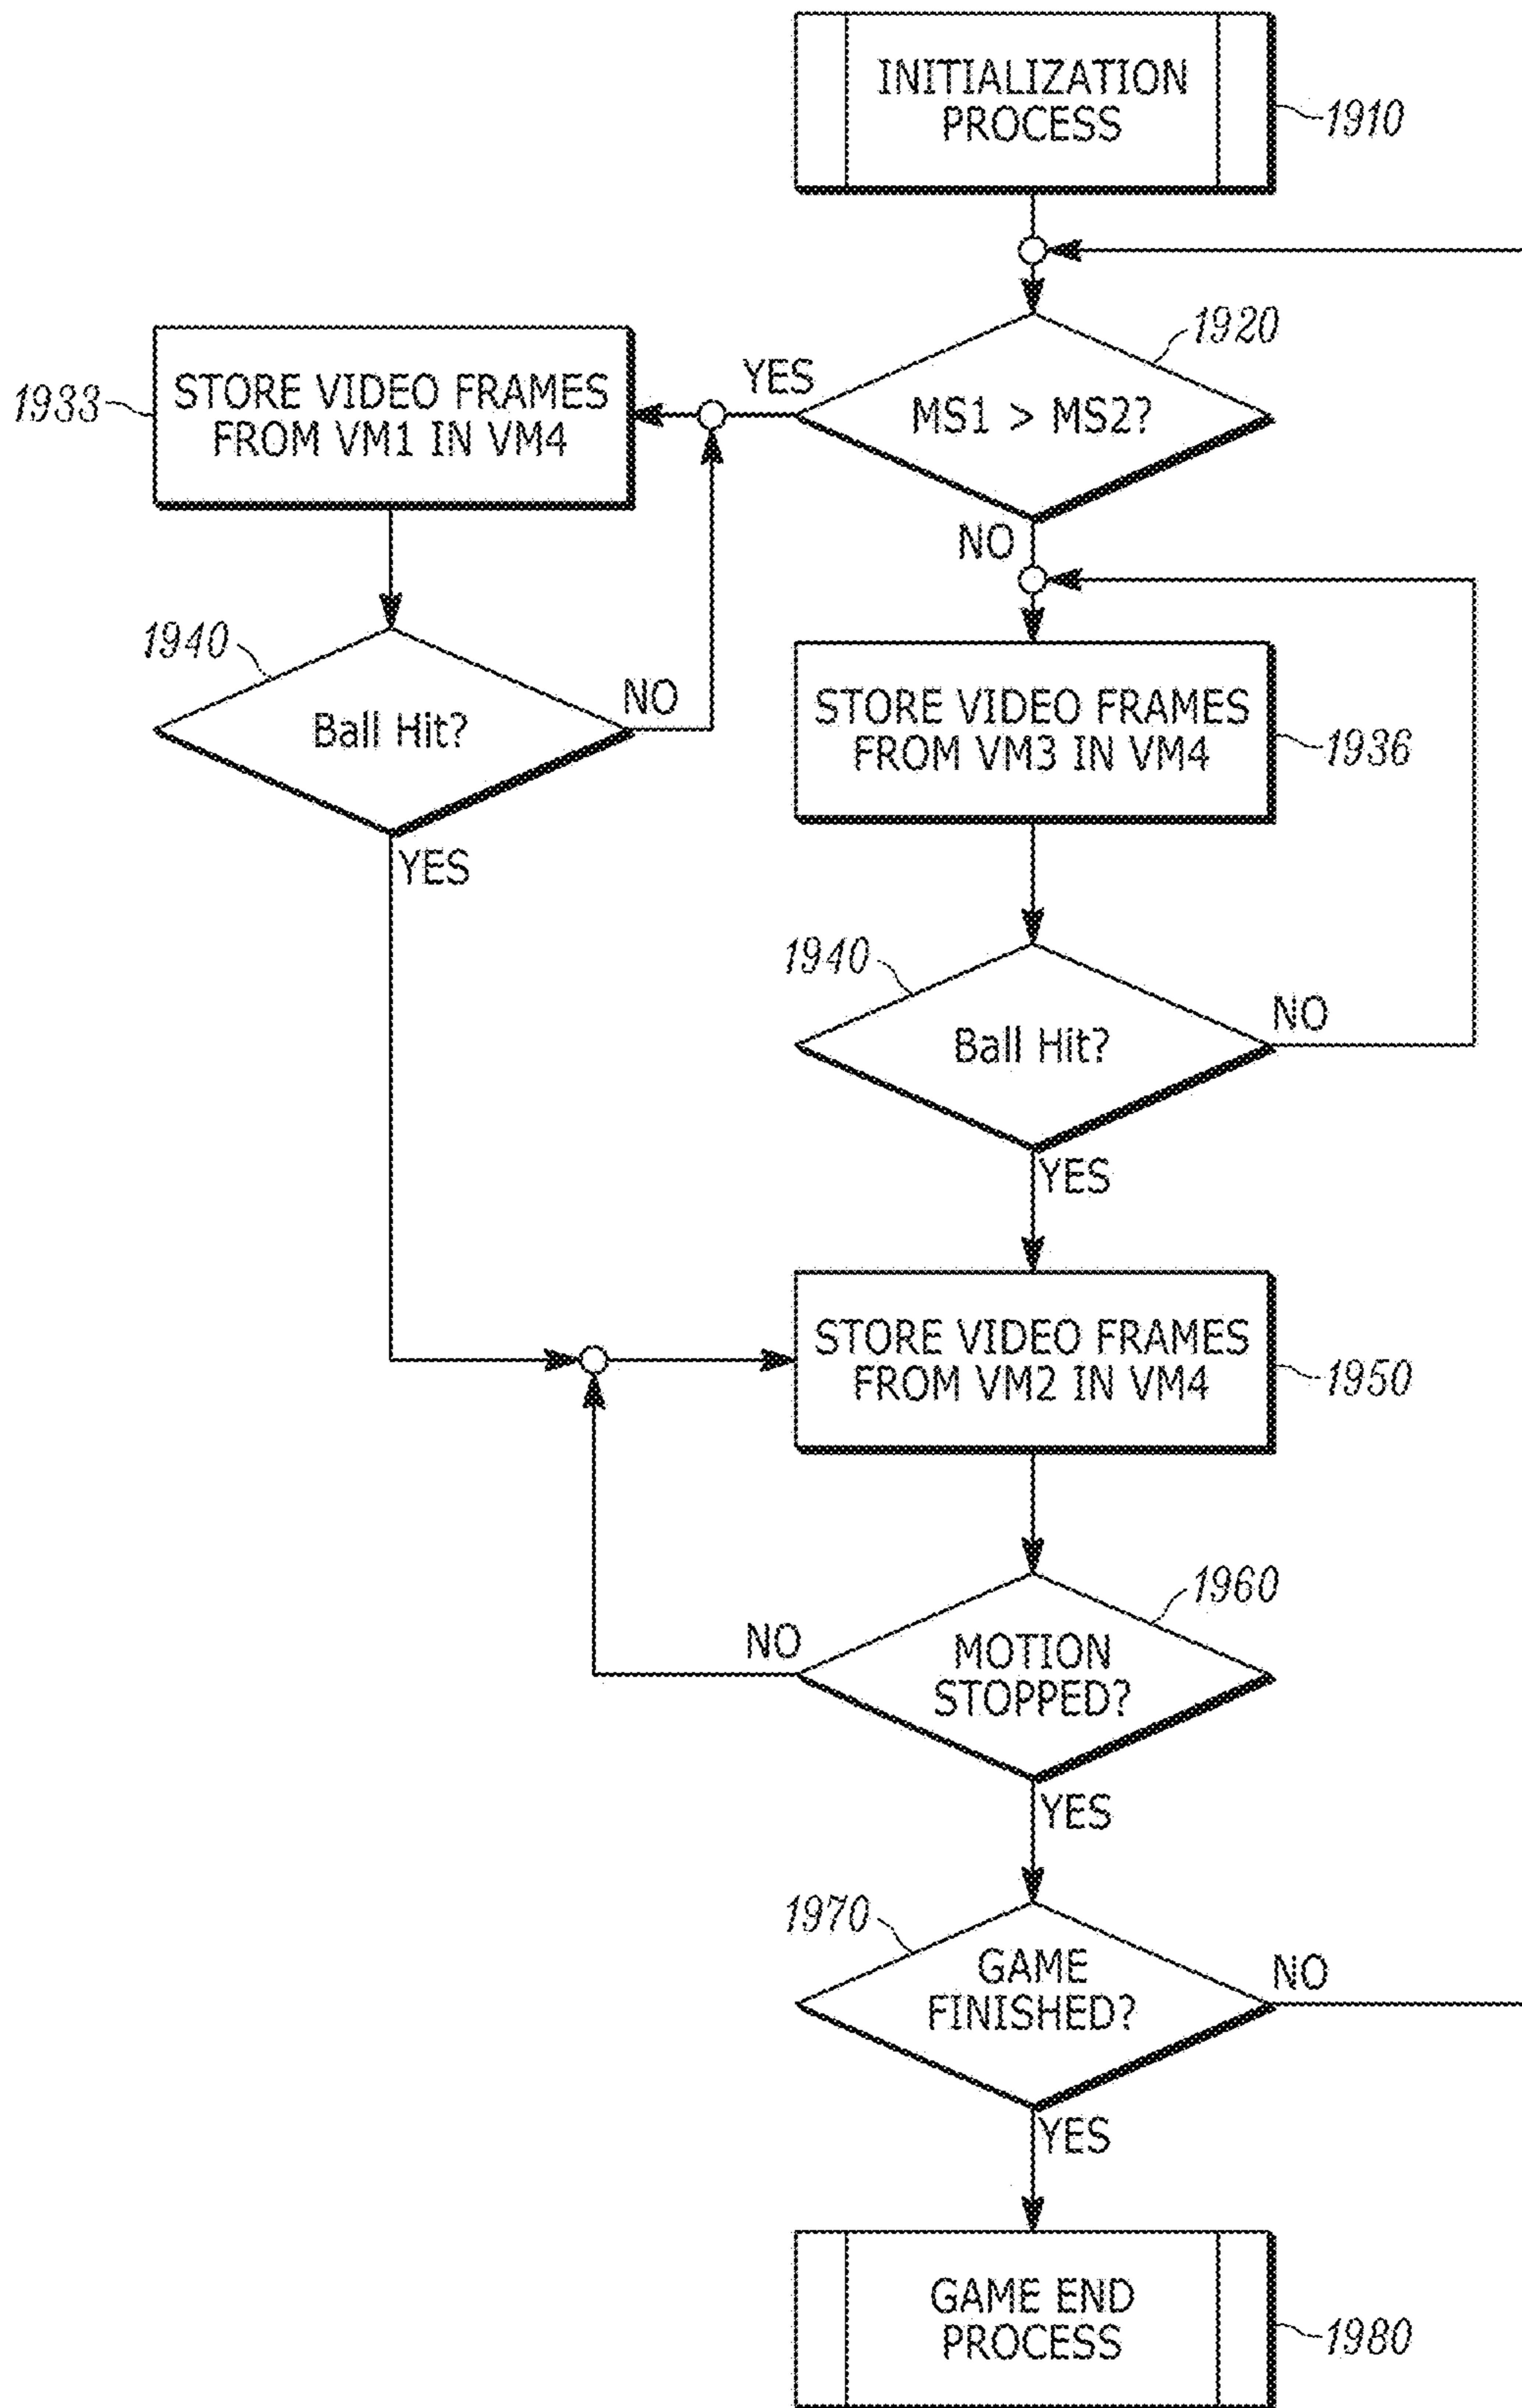 INITIALIZATION
PROCESS
1910
1920
MS1 > MS2?
YES
NO
1933
STORE VIDEO FRAMES
FROM VM1 IN VM4
1940
Ball Hit?
NO
YES
STORE VIDEO FRAMES
FROM VM3 IN VM4
1936
1940
Ball Hit?
NO
YES
STORE VIDEO FRAMES
FROM VM2 IN VM4
1950
1960
MOTION
STOPPED?
NO
YES
1970
GAME
FINISHED?
NO
YES
GAME END
PROCESS
1980